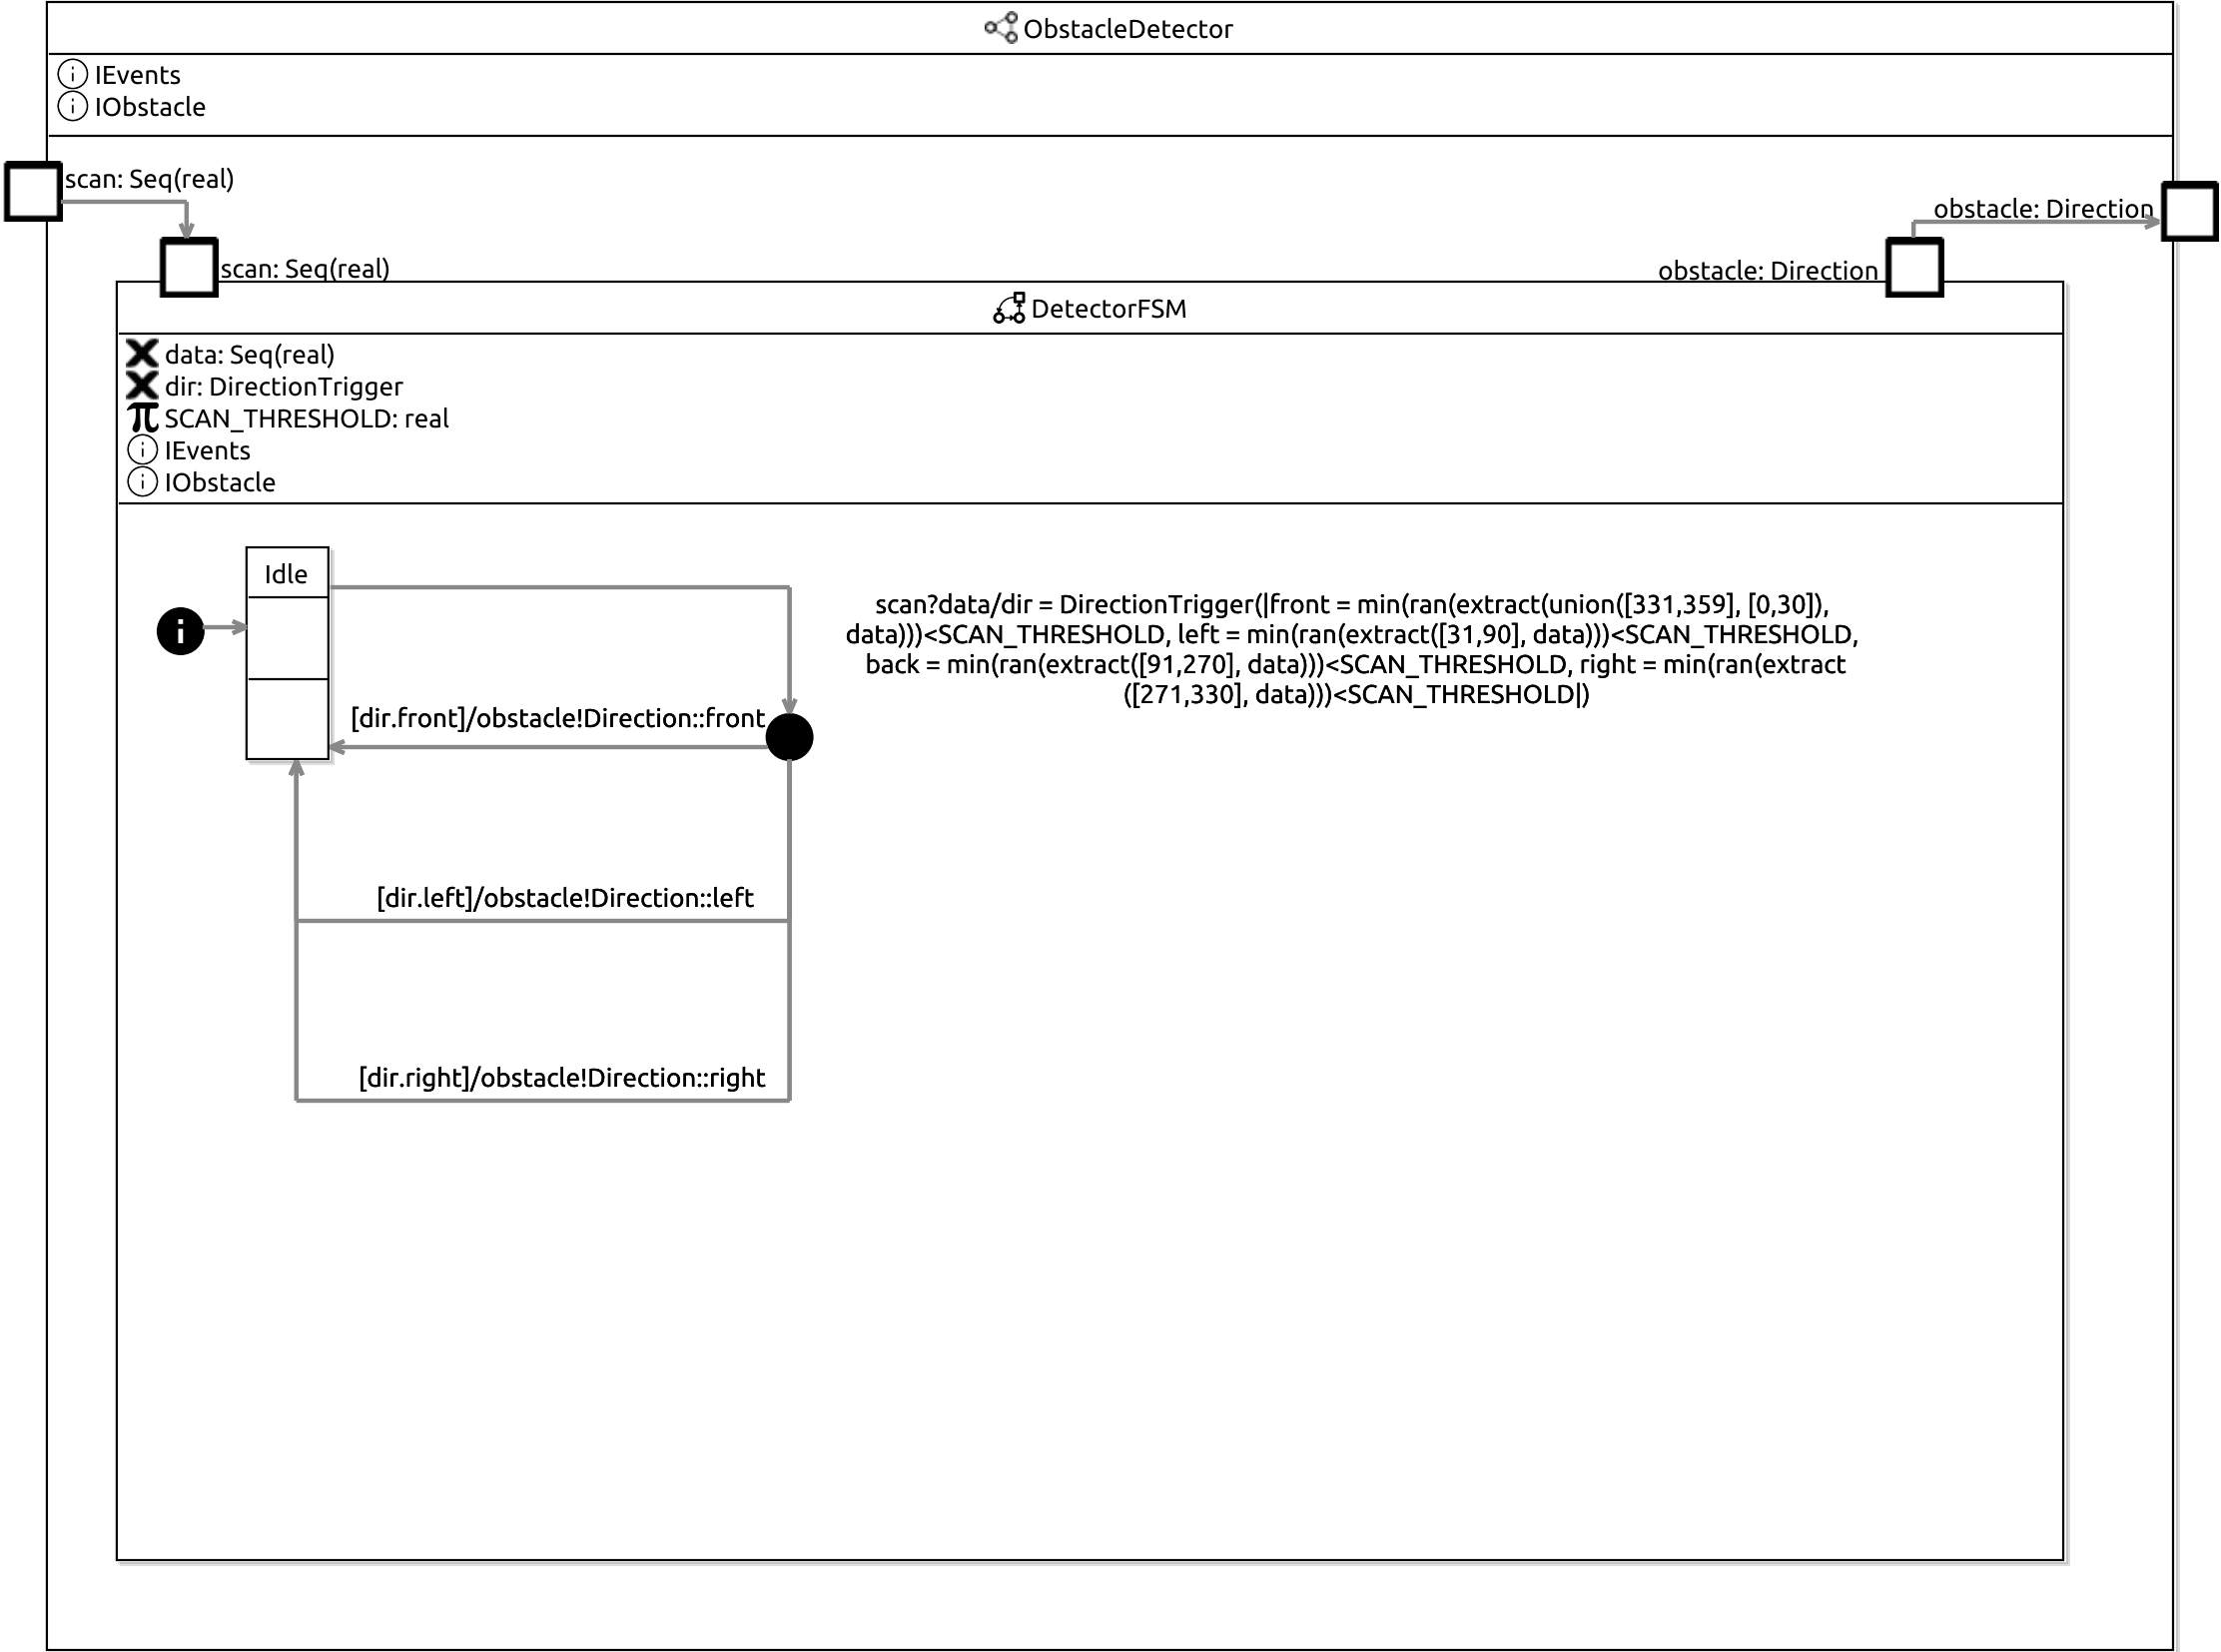 ObstacleDetector
IEvents
IObstacle
scan: Seq(real)
obstacle: Direction
scan: Seq(real)
obstacle: Direction
DetectorFSM
data: Seq(real)
dir: DirectionTrigger
π SCAN_THRESHOLD: real
IEvents
IObstacle
Idle
i
scan?data/dir = DirectionTrigger(|front = min(ran(extract(union([331,359], [0,30]),
data)))<SCAN_THRESHOLD, left = min(ran(extract([31,90], data)))<SCAN_THRESHOLD,
back = min(ran(extract([91,270], data)))<SCAN_THRESHOLD, right = min(ran(extract
([271,330], data)))<SCAN_THRESHOLD|)
[dir.front]/obstacle!Direction::front
[dir.left]/obstacle!Direction::left
[dir.right]/obstacle!Direction::right